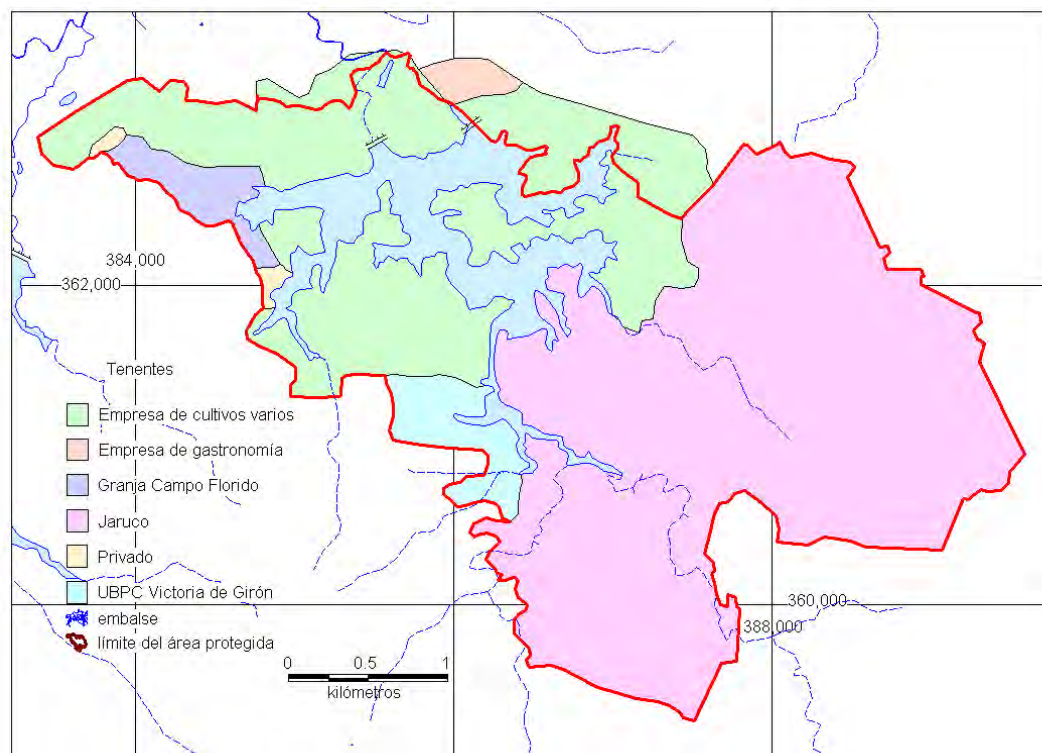 384,000
362,000
Tenentes
Empresa de cultivos varios
Empresa de gastronomía
Granja Campo Florido
Jaruco
Privado
UBPC Victoria de Girón
embalse
límite del área protegida
0 0.5 1
kilómetros
360,000
388,000